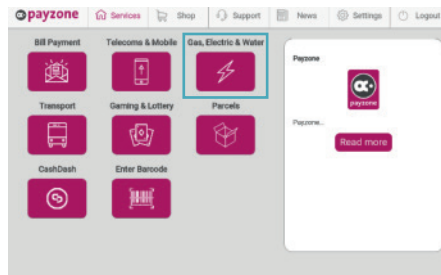 payzone Services Shop Support News Settings Logout
Bill Payment Telecoms & Mobile Gas, Electric & Water
Transport Gaming & Lottery Parcels
CashDash Enter Barcode
Payzone
payzone
Payzone...
Read more